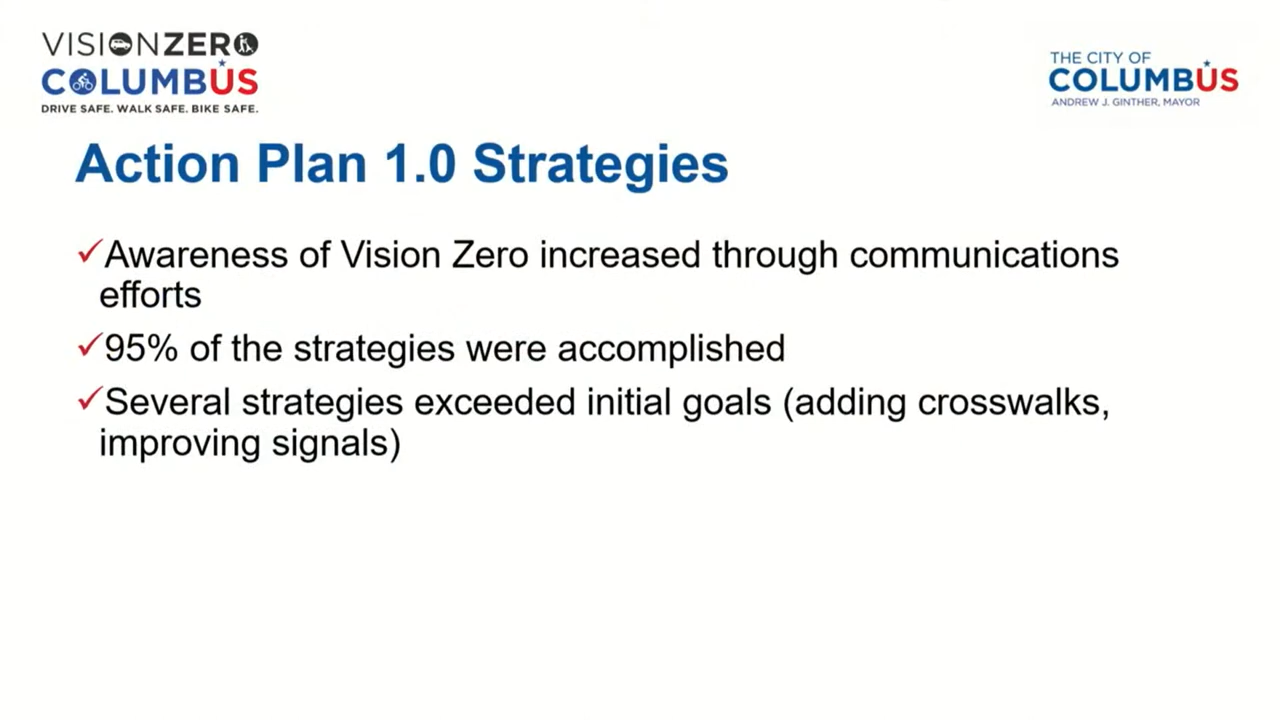 VISIONZERO
COLUMBUS
DRIVE SAFE. WALK SAFE. BIKE SAFE.
THE CITY OF
COLUMBUS
ANDREW J. GINTHER, MAYOR
Action Plan 1.0 Strategies
✓Awareness of Vision Zero increased through communications
efforts
✓95% of the strategies were accomplished
✓Several strategies exceeded initial goals (adding crosswalks,
improving signals)